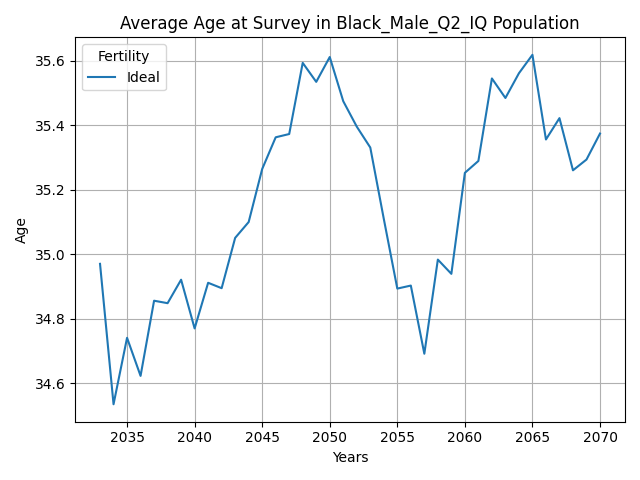 Average Age at Survey in Black_Male_Q2_IQ Population
Fertility
Ideal
Age
35.6
35.4
35.2
35.0
34.8
34.6
2035 2040 2045 2050 2055 2060 2065 2070
Years